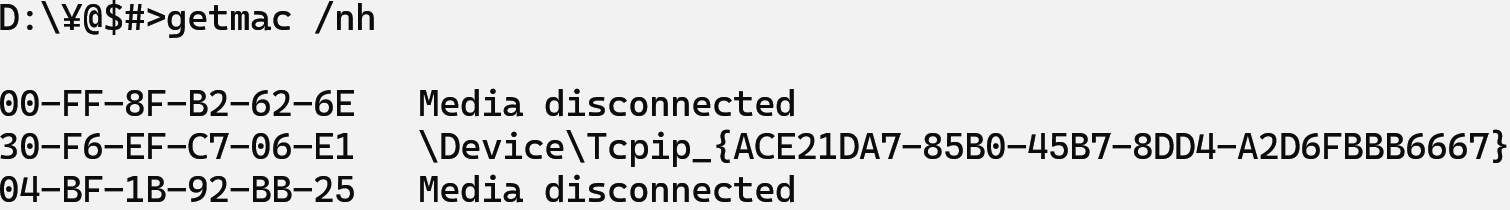 D:\¥@$#>getmac /nh
00-FF-8F-B2-62-6E   Media disconnected
30-F6-EF-C7-06-E1   \Device\Tcpip_{ACE21DA7-85B0-45B7-8DD4-A2D6FBBB6667}
04-BF-1B-92-BB-25   Media disconnected